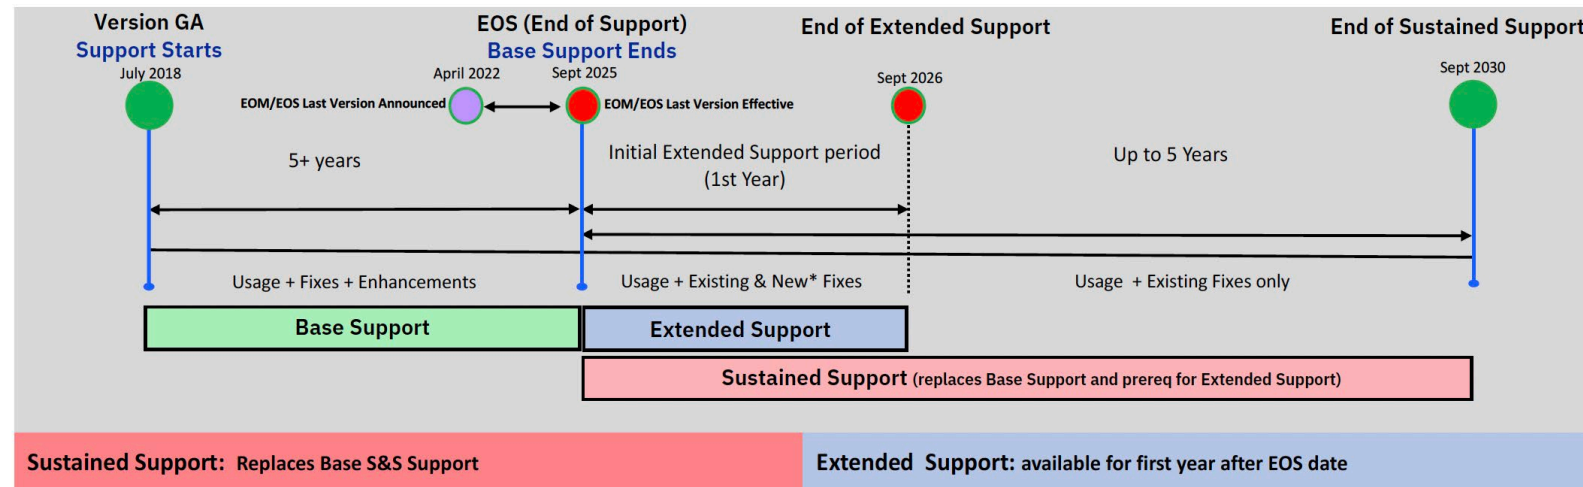 Version GA
Support Starts
July 2018
EOS (End of Support)
Base Support Ends
April 2022
Sept 2025
End of Extended Support
Sept 2026
End of Sustained Support
Sept 2030
EOM/EOS Last Version Announced
EOM/EOS Last Version Effective
5+ years
Initial Extended Support period
(1st Year)
Up to 5 Years
Usage + Fixes + Enhancements
Usage + Existing & New* Fixes
Usage + Existing Fixes only
Base Support
Extended Support
Sustained Support (replaces Base Support and prereq for Extended Support)
Sustained Support: Replaces Base S&S Support
Extended Support: available for first year after EOS date